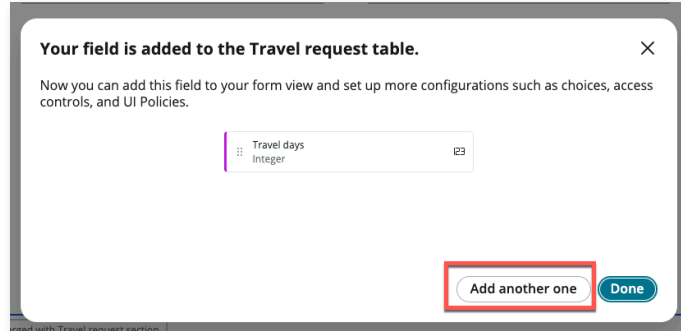 Your field is added to the Travel request table.
Now you can add this field to your form view and set up more configurations such as choices, access
controls, and UI Policies.
Travel days
Integer
123
Add another one
Done
erged with Travel request section